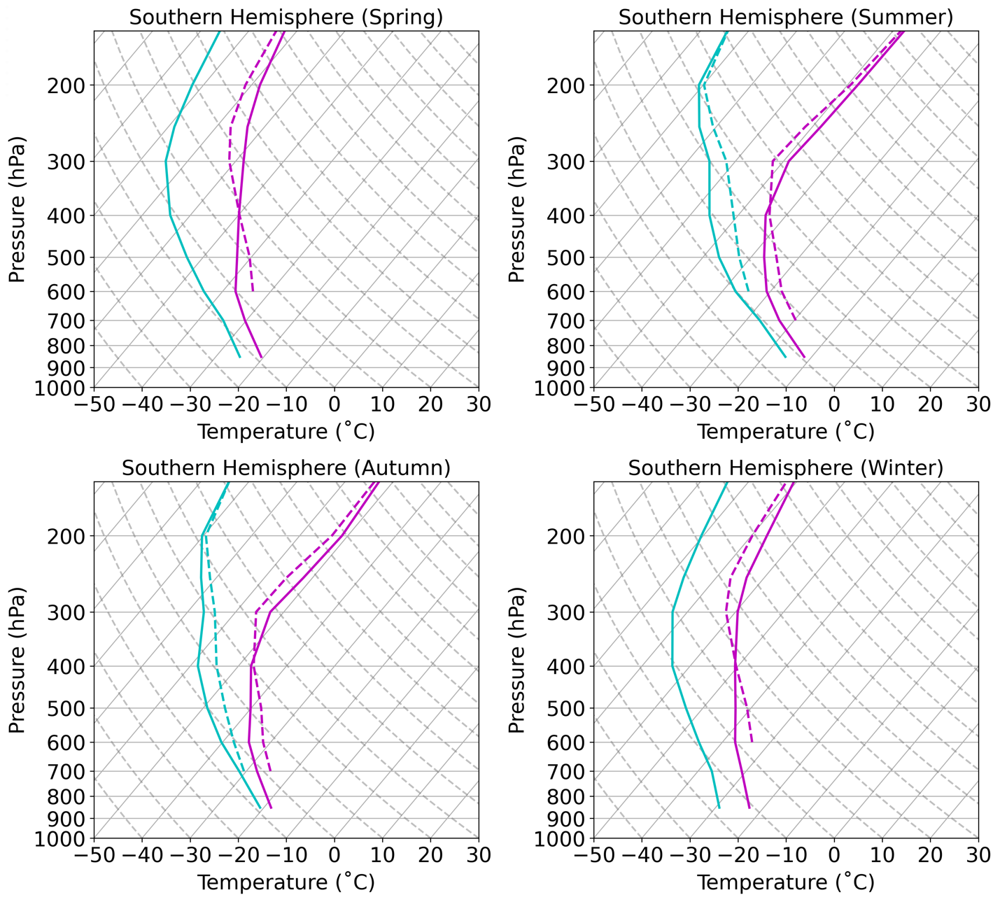 Southern Hemisphere (Spring)
200
300
400
500
600
700
800
900
1000
Pressure (hPa)
−50 −40 −30 −20 −10 0 10 20 30
Temperature (˚C)
Southern Hemisphere (Summer)
200
300
400
500
600
700
800
900
1000
Pressure (hPa)
−50 −40 −30 −20 −10 0 10 20 30
Temperature (˚C)
Southern Hemisphere (Autumn)
200
300
400
500
600
700
800
900
1000
Pressure (hPa)
−50 −40 −30 −20 −10 0 10 20 30
Temperature (˚C)
Southern Hemisphere (Winter)
200
300
400
500
600
700
800
900
1000
Pressure (hPa)
−50 −40 −30 −20 −10 0 10 20 30
Temperature (˚C)